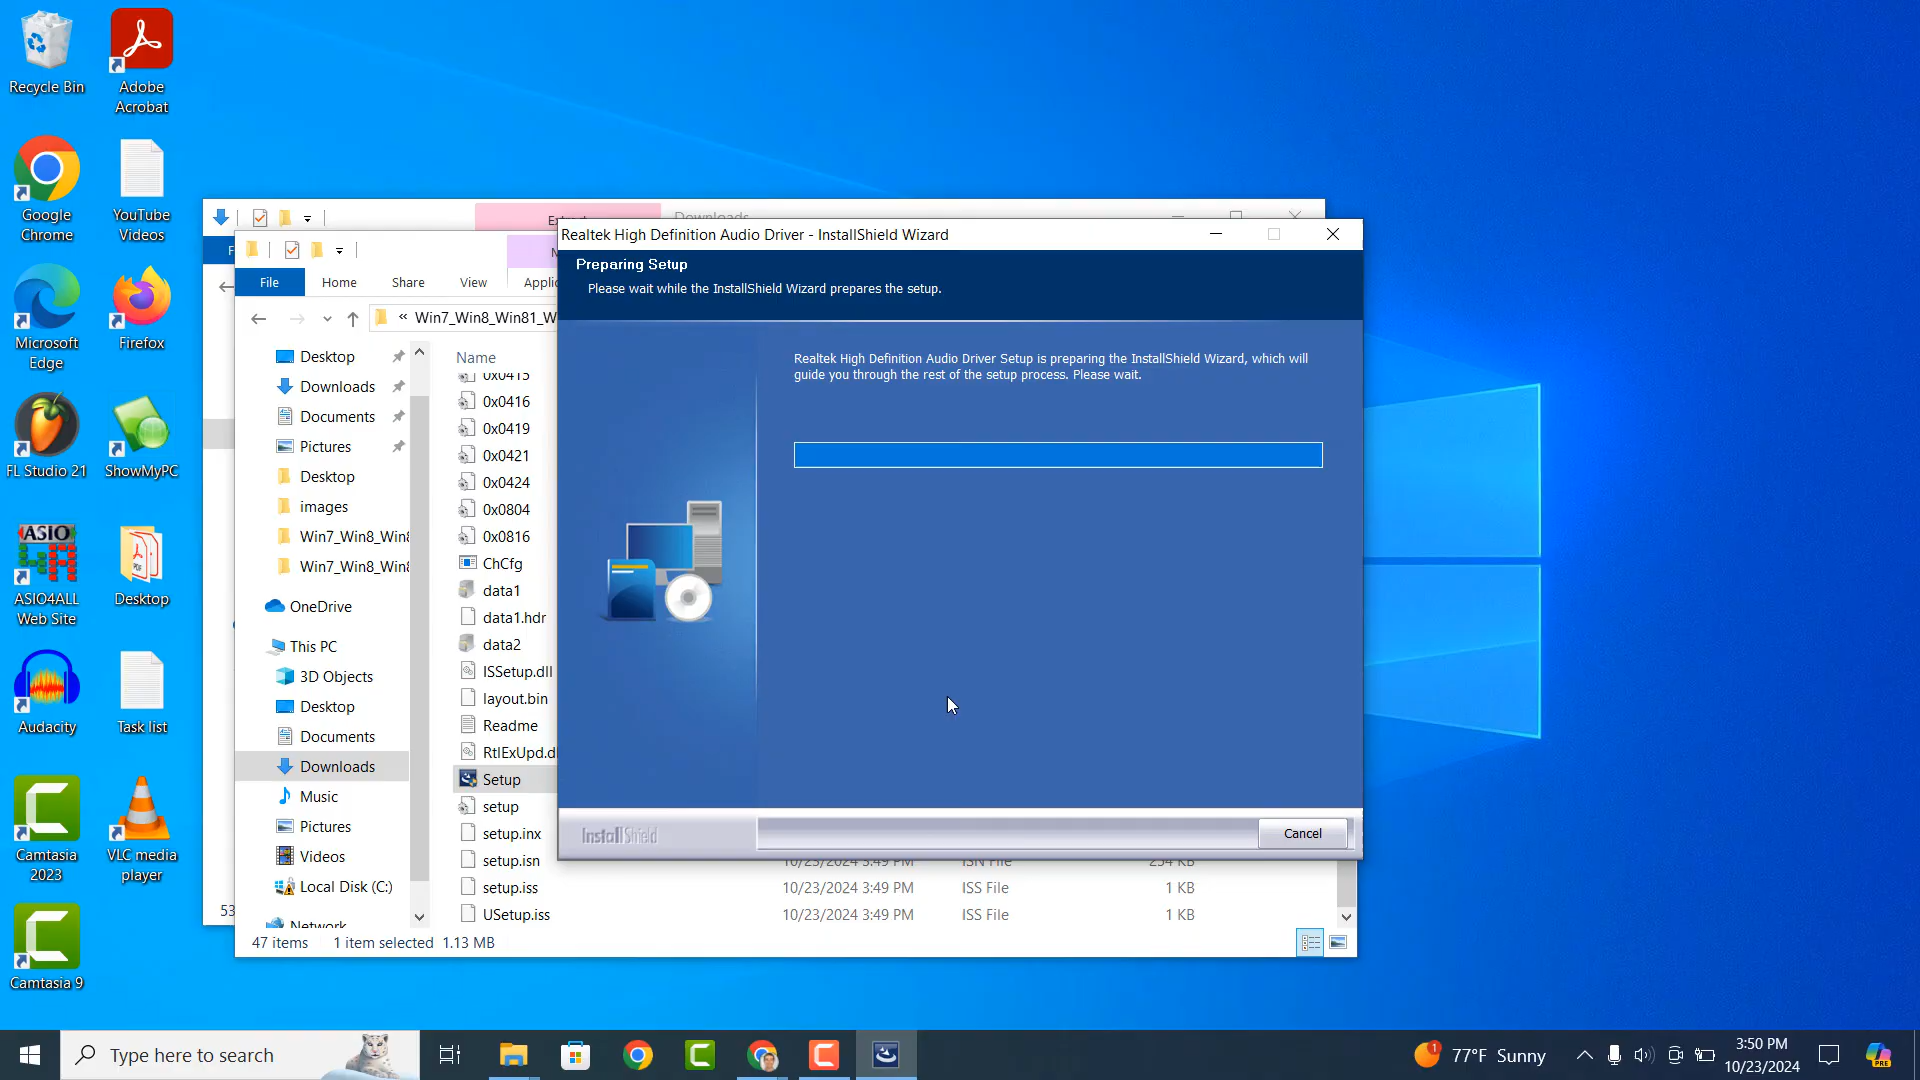 Recycle Bin
Adobe
Acrobat
Google
Chrome
YouTube
Videos
Microsoft
Edge
Firefox
FL Studio 21
ShowMyPC
ASIO
ASIO4ALL
Web Site
Desktop
Audacity
Task list
Camtasia
2023
VLC media
player
Camtasia 9
Downloads
File
Home
Share
View
« Win7_Win8_Win81_W
Desktop
Downloads
Documents
Pictures
Desktop
images
Win7_Win8_Win8
Win7_Win8_Win8
OneDrive
This PC
3D Objects
Desktop
Documents
Downloads
Music
Pictures
Videos
Local Disk (C:)
Network
Name
0x0415
0x0416
0x0419
0x0421
0x0424
0x0804
0x0816
ChCfg
data1
data1.hdr
data2
ISSetup.dll
layout.bin
Readme
RtlExUpd.dl
Setup
setup
setup.inx
setup.isn 10/23/2024 3:49 PM ISN File 254 KB
setup.iss 10/23/2024 3:49 PM ISS File 1 KB
USetup.iss 10/23/2024 3:49 PM ISS File 1 KB
47 items 1 item selected 1.13 MB
53
Realtek High Definition Audio Driver - InstallShield Wizard
Preparing Setup
Please wait while the InstallShield Wizard prepares the setup.
Realtek High Definition Audio Driver Setup is preparing the InstallShield Wizard, which will
guide you through the rest of the setup process. Please wait.
InstallShield
Cancel
Type here to search
1
77°F Sunny
3:50 PM
10/23/2024
PRE